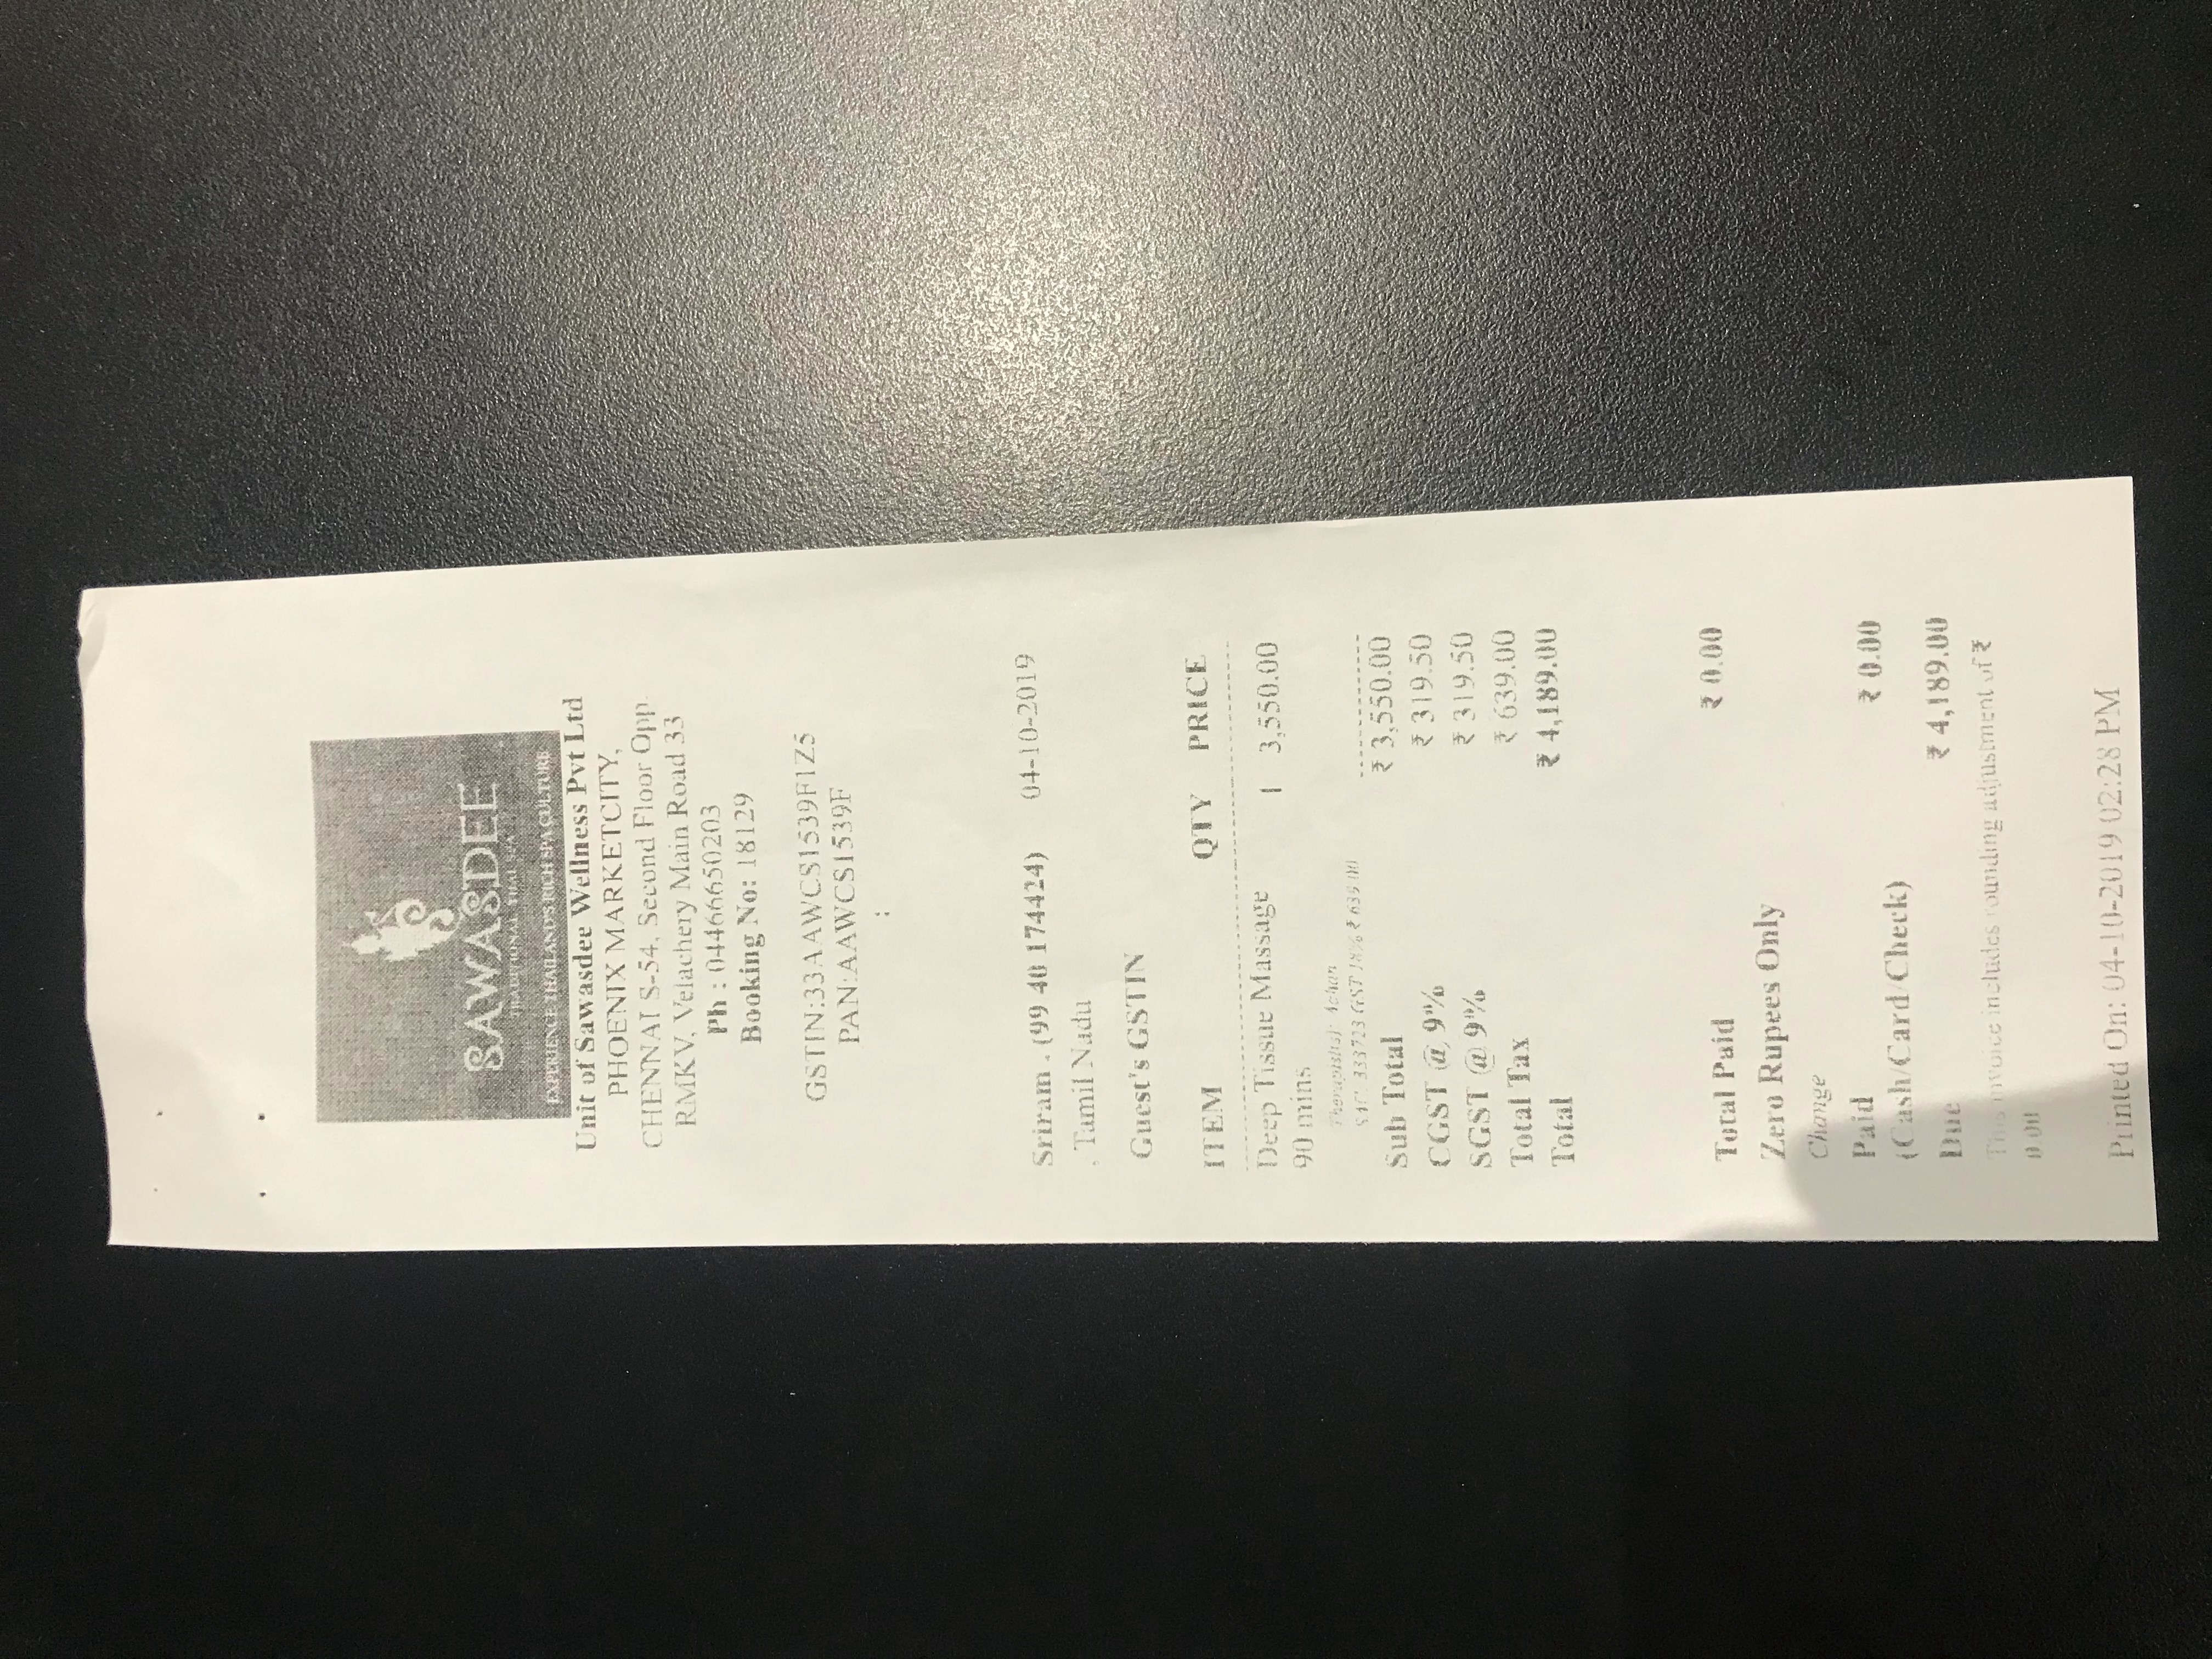 SAWASDEE
TRADITIONAL THAI SPA
EXPERIENCE THAILAND'S RICH SPA CULTURE
Unit of Sawasdee Wellness Pvt Ltd
PHOENIX MARKETCITY,
CHENNAI S-54, Second Floor Opp.
RMKV, Velachery Main Road 33
Ph : 04466650203
Booking No: 18129
GSTIN:33AAWCS1539F1Z5
PAN:AAWCS1539F
:
Sriram . (99 40 174424) 04-10-2019
, Tamil Nadu
Guest's GSTIN
ITEM QTY PRICE
Deep Tissue Massage 1 3,550.00
90 mins
Therapist(s): Achan
SAC: 333723 GST 18% ₹ 639.00
Sub Total ₹ 3,550.00
CGST @ 9% ₹ 319.50
SGST @ 9% ₹ 319.50
Total Tax ₹ 639.00
Total ₹ 4,189.00
Total Paid ₹ 0.00
Zero Rupees Only
Change
Paid ₹ 0.00
(Cash/Card/Check)
Due ₹ 4,189.00
This invoice includes rounding adjustment of ₹
0.00
Printed On: 04-10-2019 02:28 PM